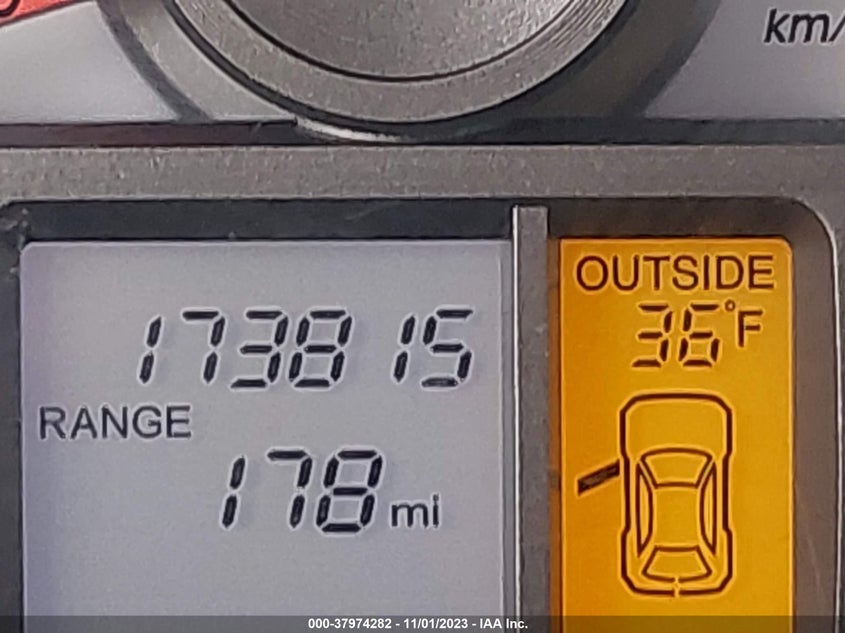 km/
OUTSIDE
36°F
173815
RANGE
178 mi
000-37974282 - 11/01/2023 - IAA Inc.